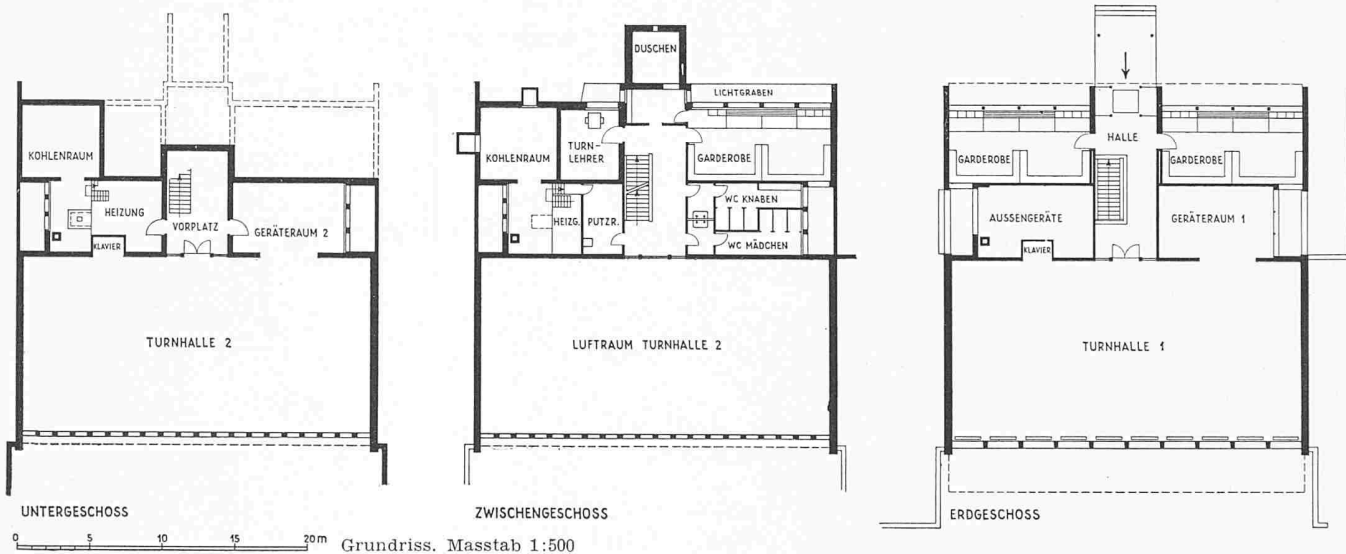 KOHLENRAUM
HEIZUNG
KLAVIER
VORPLATZ
GERÄTERAUM 2
TURNHALLE 2
UNTERGESCHOSS
DUSCHEN
LICHTGRABEN
KOHLENRAUM
TURN-
LEHRER
GARDEROBE
HEIZG.
PUTZR.
WC KNABEN
WC MÄDCHEN
LUFTRAUM TURNHALLE 2
ZWISCHENGESCHOSS
HALLE
GARDEROBE
GARDEROBE
AUSSENGERÄTE
KLAVIER
GERÄTERAUM 1
TURNHALLE 1
ERDGESCHOSS
0 5 10 15 20 m
Grundriss. Masstab 1:500